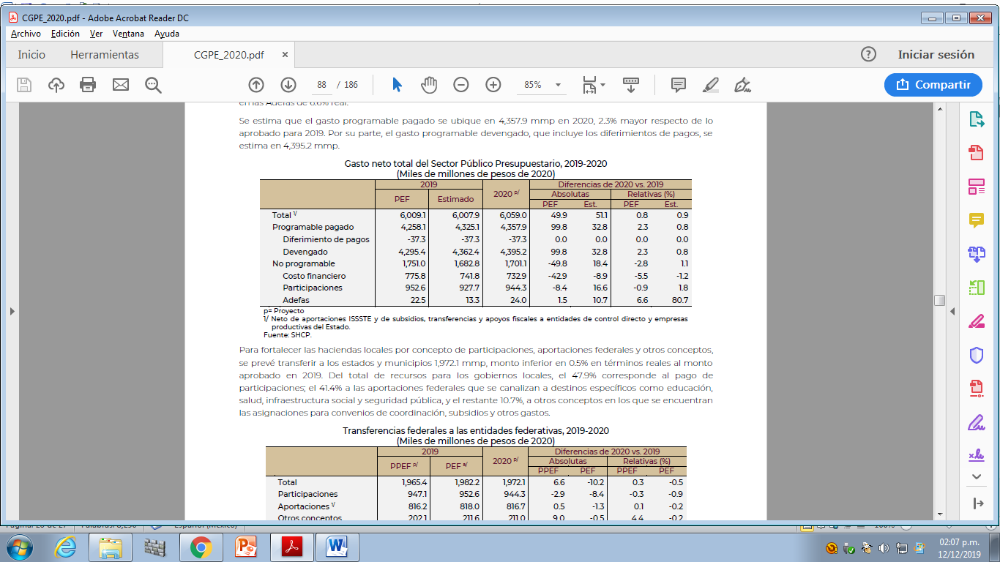 CGPE_2020.pdf - Adobe Acrobat Reader DC
Archivo Edición Ver Ventana Ayuda
Inicio Herramientas CGPE_2020.pdf × ? Iniciar sesión
88 / 186 85% Compartir
en las Adefas de 6.6% real.
Se estima que el gasto programable pagado se ubique en 4,357.9 mmp en 2020, 2.3% mayor respecto de lo
aprobado para 2019. Por su parte, el gasto programable devengado, que incluye los diferimientos de pagos, se
estima en 4,395.2 mmp.
Gasto neto total del Sector Público Presupuestario, 2019-2020
(Miles de millones de pesos de 2020)
2019 Diferencias de 2020 vs. 2019
PEF Estimado 2020 p/ Absolutas Relativas (%)
PEF Est. PEF Est.
Total 1/ 6,009.1 6,007.9 6,059.0 49.9 51.1 0.8 0.9
Programable pagado 4,258.1 4,325.1 4,357.9 99.8 32.8 2.3 0.8
Diferimiento de pagos -37.3 -37.3 -37.3 0.0 0.0 0.0 0.0
Devengado 4,295.4 4,362.4 4,395.2 99.8 32.8 2.3 0.8
No programable 1,751.0 1,682.8 1,701.1 -49.8 18.4 -2.8 1.1
Costo financiero 775.8 741.8 732.9 -42.9 -8.9 -5.5 -1.2
Participaciones 952.6 927.7 944.3 -8.4 16.6 -0.9 1.8
Adefas 22.5 13.3 24.0 1.5 10.7 6.6 80.7
p= Proyecto
1/ Neto de aportaciones ISSSTE y de subsidios, transferencias y apoyos fiscales a entidades de control directo y empresas
productivas del Estado.
Fuente: SHCP.
Para fortalecer las haciendas locales por concepto de participaciones, aportaciones federales y otros conceptos,
se prevé transferir a los estados y municipios 1,972.1 mmp, monto inferior en 0.5% en términos reales al monto
aprobado en 2019. Del total de recursos para los gobiernos locales, el 47.9% corresponde al pago de
participaciones; el 41.4% a las aportaciones federales que se canalizan a destinos específicos como educación,
salud, infraestructura social y seguridad pública, y el restante 10.7%, a otros conceptos en los que se encuentran
las asignaciones para convenios de coordinación, subsidios y otros gastos.
Transferencias federales a las entidades federativas, 2019-2020
(Miles de millones de pesos de 2020)
2019 Diferencias de 2020 vs. 2019
PPEF p/ PEF a/ 2020 p/ Absolutas Relativas (%)
PPEF PEF PPEF PEF
Total 1,965.4 1,982.2 1,972.1 6.6 -10.2 0.3 -0.5
Participaciones 947.1 952.6 944.3 -2.9 -8.4 -0.3 -0.9
Aportaciones 1/ 816.2 818.0 816.7 0.5 -1.3 0.1 -0.2
Otros conceptos 202.1 211.6 211.0 9.0 -0.5 4.4 -0.2
02:07 p.m.
12/12/2019